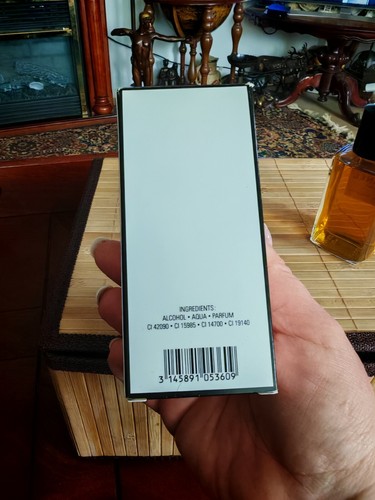 INGREDIENTS:
ALCOHOL • AQUA • PARFUM
CI 42090 • CI 15985 • CI 14700 • CI 19140
3 145891 053609